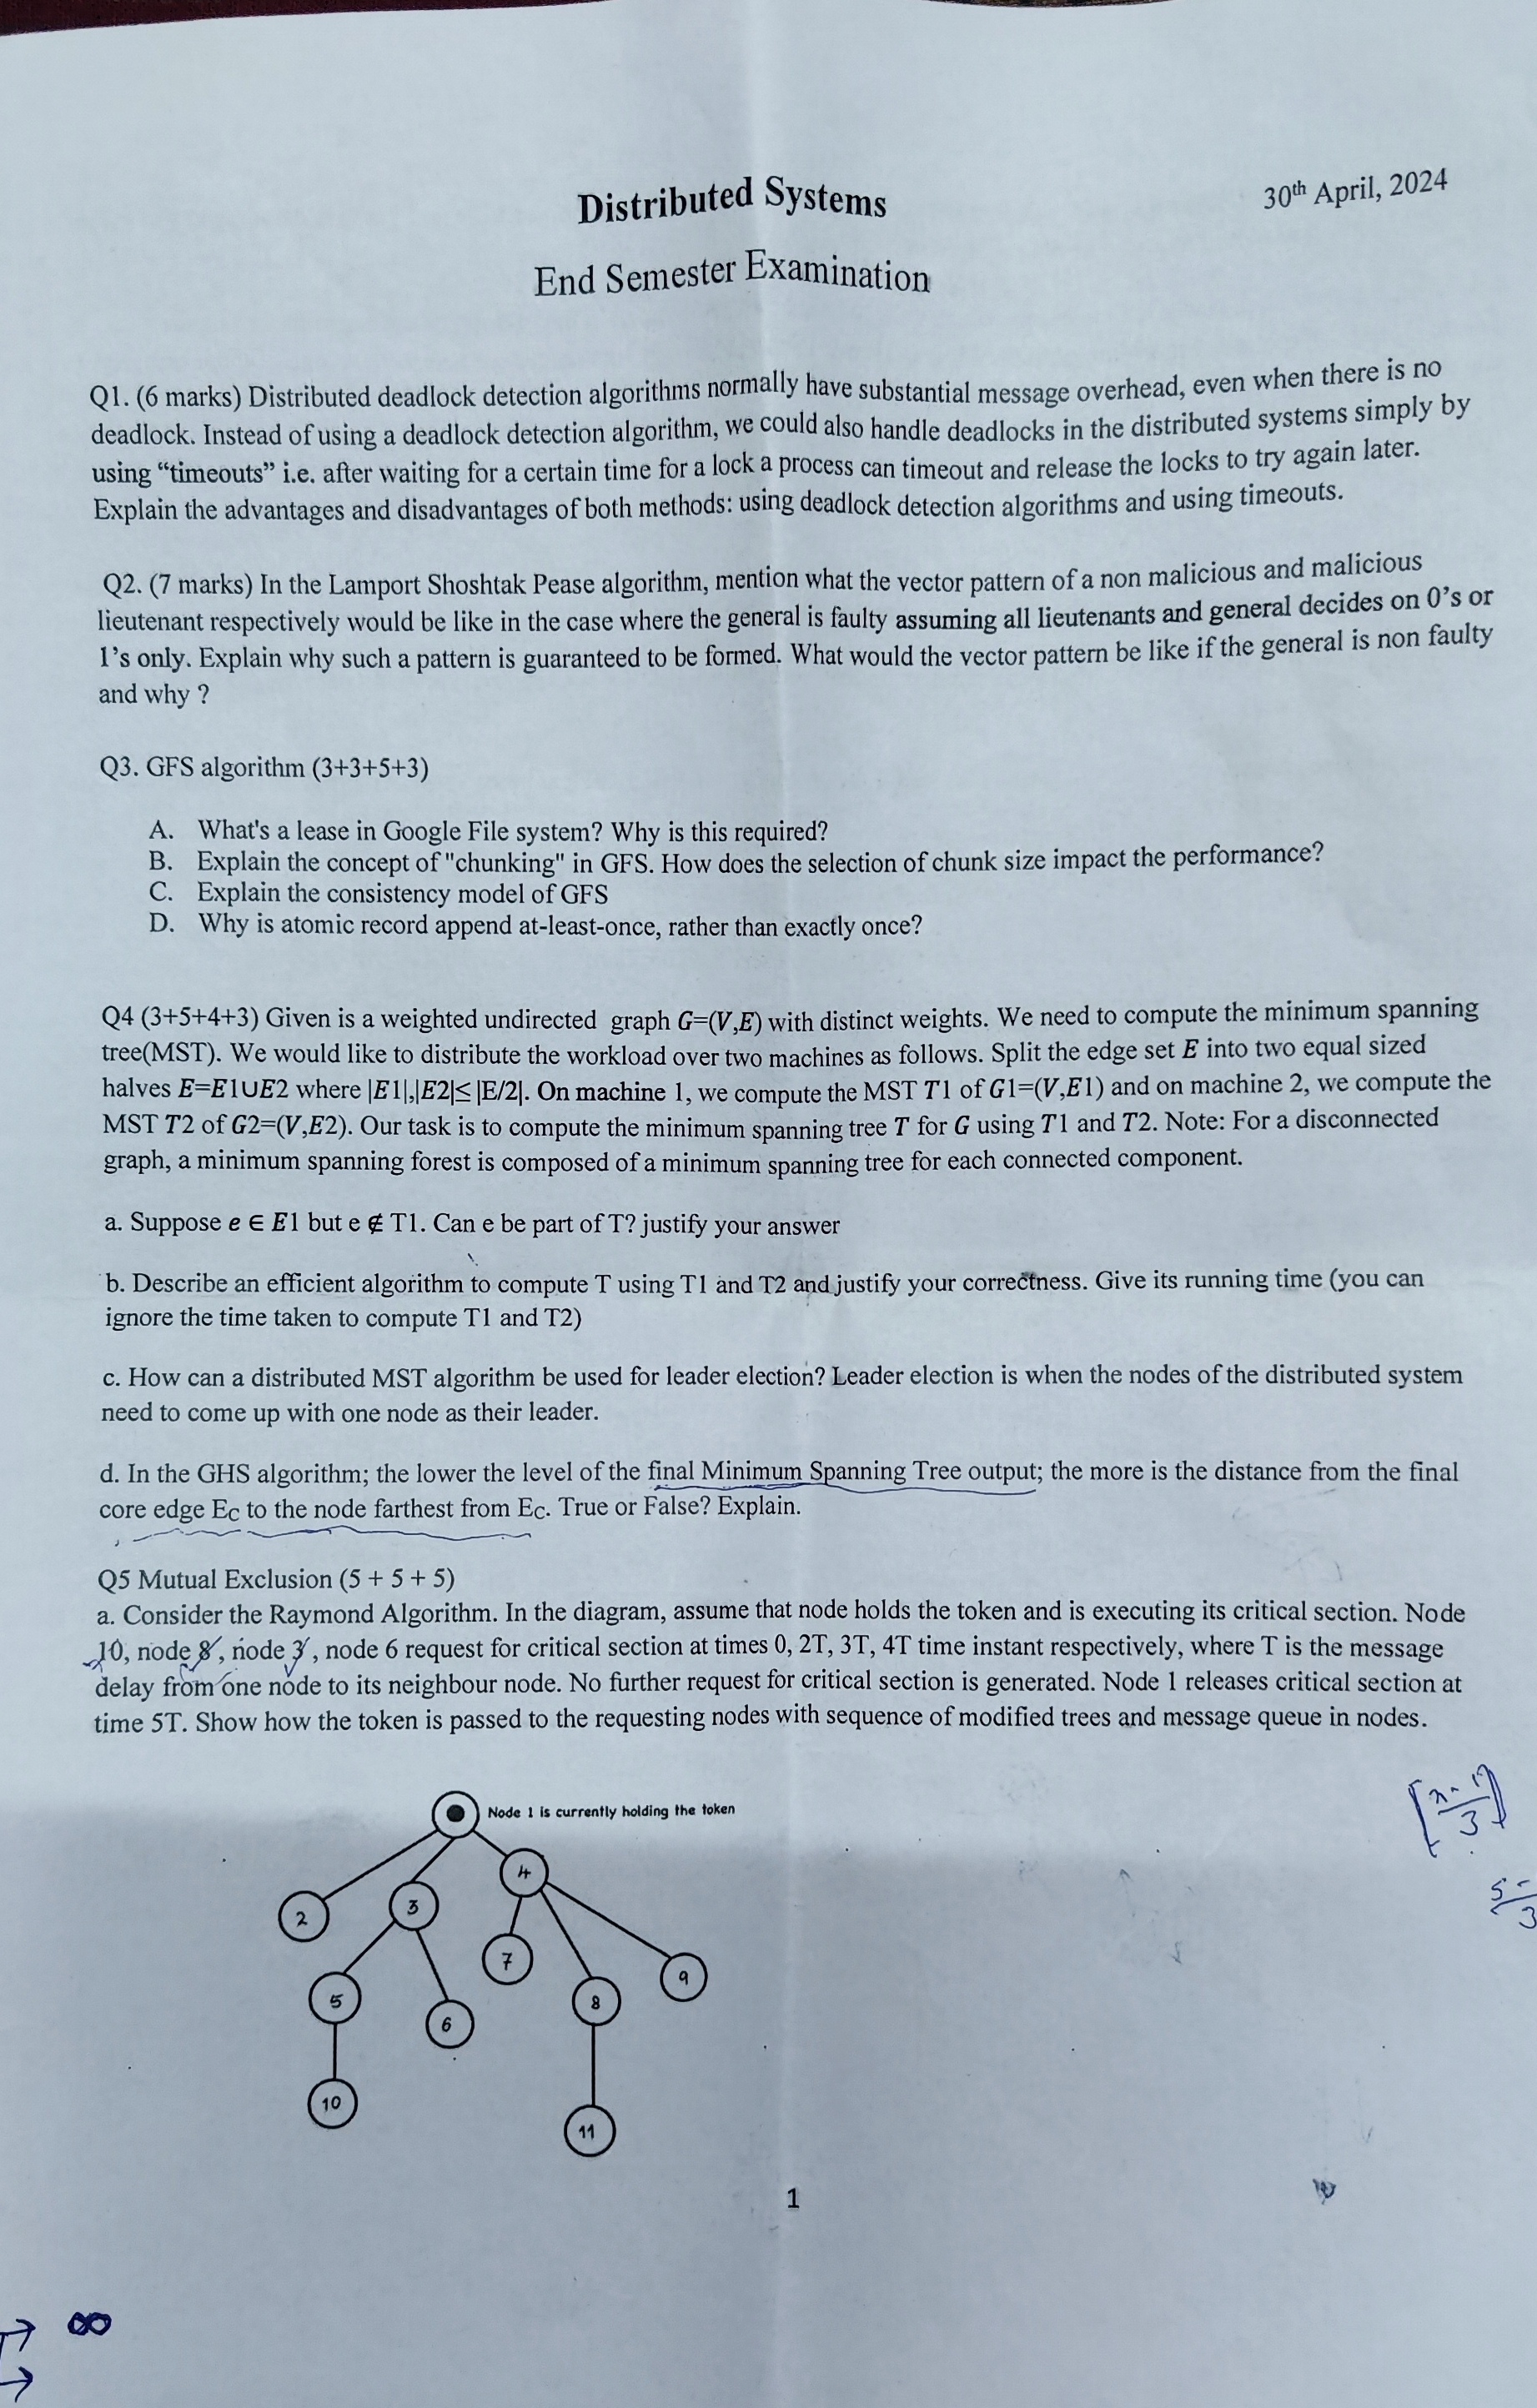 30th April, 2024
Distributed Systems
End Semester Examination
Q1. (6 marks) Distributed deadlock detection algorithms normally have substantial message overhead, even when there is no
deadlock. Instead of using a deadlock detection algorithm, we could also handle deadlocks in the distributed systems simply by
using “timeouts” i.e. after waiting for a certain time for a lock a process can timeout and release the locks to try again later.
Explain the advantages and disadvantages of both methods: using deadlock detection algorithms and using timeouts.
Q2. (7 marks) In the Lamport Shoshtak Pease algorithm, mention what the vector pattern of a non malicious and malicious
lieutenant respectively would be like in the case where the general is faulty assuming all lieutenants and general decides on 0's or
1's only. Explain why such a pattern is guaranteed to be formed. What would the vector pattern be like if the general is non faulty
and why ?
Q3. GFS algorithm (3+3+5+3)
A. What's a lease in Google File system? Why is this required?
B. Explain the concept of "chunking" in GFS. How does the selection of chunk size impact the performance?
C. Explain the consistency model of GFS
D. Why is atomic record append at-least-once, rather than exactly once?
Q4 (3+5+4+3) Given is a weighted undirected graph G=(V,E) with distinct weights. We need to compute the minimum spanning
tree(MST). We would like to distribute the workload over two machines as follows. Split the edge set E into two equal sized
halves E=E1∪E2 where |E1|,|E2|≤ |E/2|. On machine 1, we compute the MST T1 of G1=(V,E1) and on machine 2, we compute the
MST T2 of G2=(V,E2). Our task is to compute the minimum spanning tree T for G using T1 and T2. Note: For a disconnected
graph, a minimum spanning forest is composed of a minimum spanning tree for each connected component.
a. Suppose e ∈ E1 but e ∉ T1. Can e be part of T? justify your answer
b. Describe an efficient algorithm to compute T using T1 and T2 and justify your correctness. Give its running time (you can
ignore the time taken to compute T1 and T2)
c. How can a distributed MST algorithm be used for leader election? Leader election is when the nodes of the distributed system
need to come up with one node as their leader.
d. In the GHS algorithm; the lower the level of the final Minimum Spanning Tree output; the more is the distance from the final
core edge EC to the node farthest from EC. True or False? Explain.
Q5 Mutual Exclusion (5 + 5 + 5)
a. Consider the Raymond Algorithm. In the diagram, assume that node holds the token and is executing its critical section. Node
10, node 8, node 3, node 6 request for critical section at times 0, 2T, 3T, 4T time instant respectively, where T is the message
delay from one node to its neighbour node. No further request for critical section is generated. Node 1 releases critical section at
time 5T. Show how the token is passed to the requesting nodes with sequence of modified trees and message queue in nodes.
Node 1 is currently holding the token
4
2
3
7
9
5
8
6
10
11
1
∞